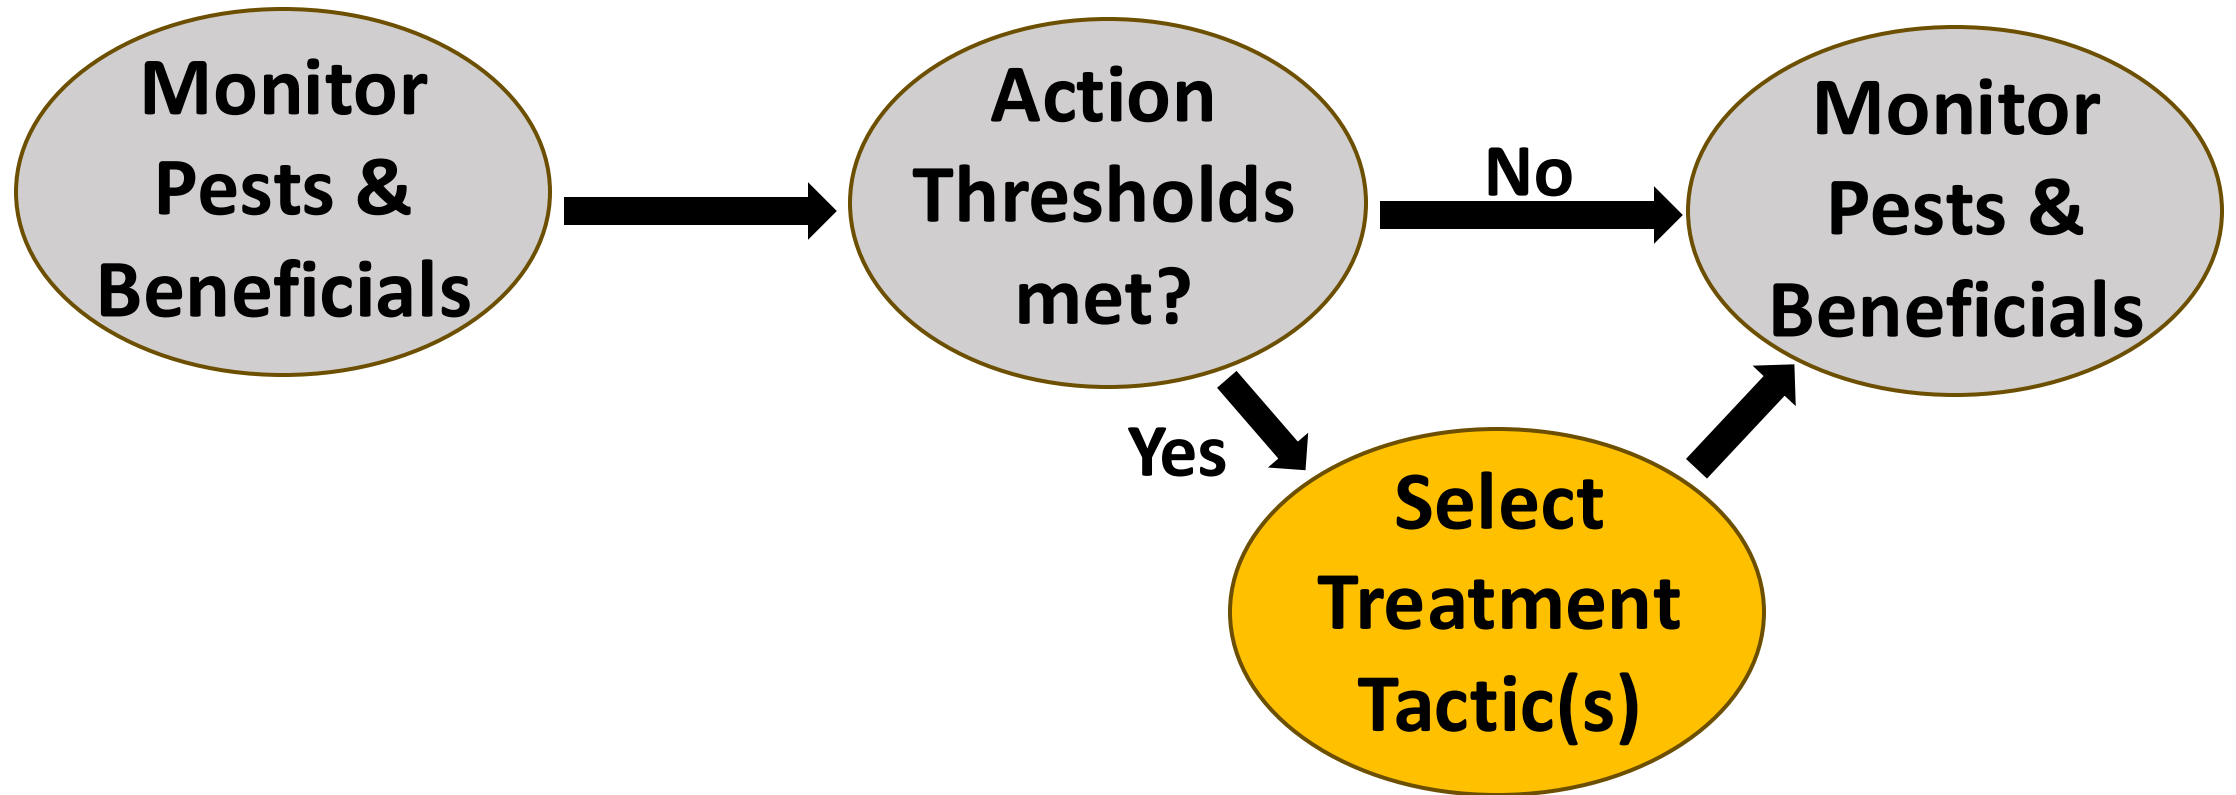 Monitor
Pests &
Beneficials
Action
Thresholds
met?
No
Monitor
Pests &
Beneficials
Yes
Select
Treatment
Tactic(s)